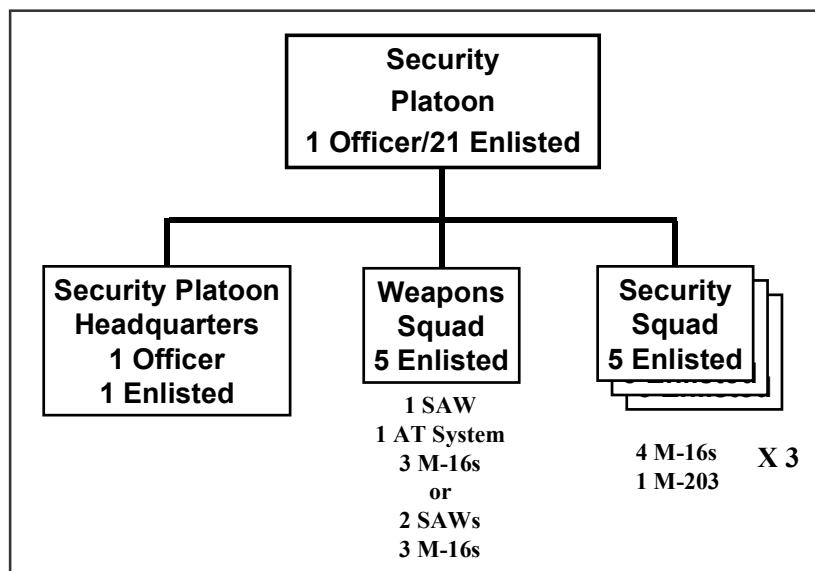 Security
Platoon
1 Officer/21 Enlisted
Security Platoon
Headquarters
1 Officer
1 Enlisted
Weapons
Squad
5 Enlisted
1 SAW
1 AT System
3 M-16s
or
2 SAWs
3 M-16s
Security
Squad
5 Enlisted
4 M-16s
1 M-203
X 3